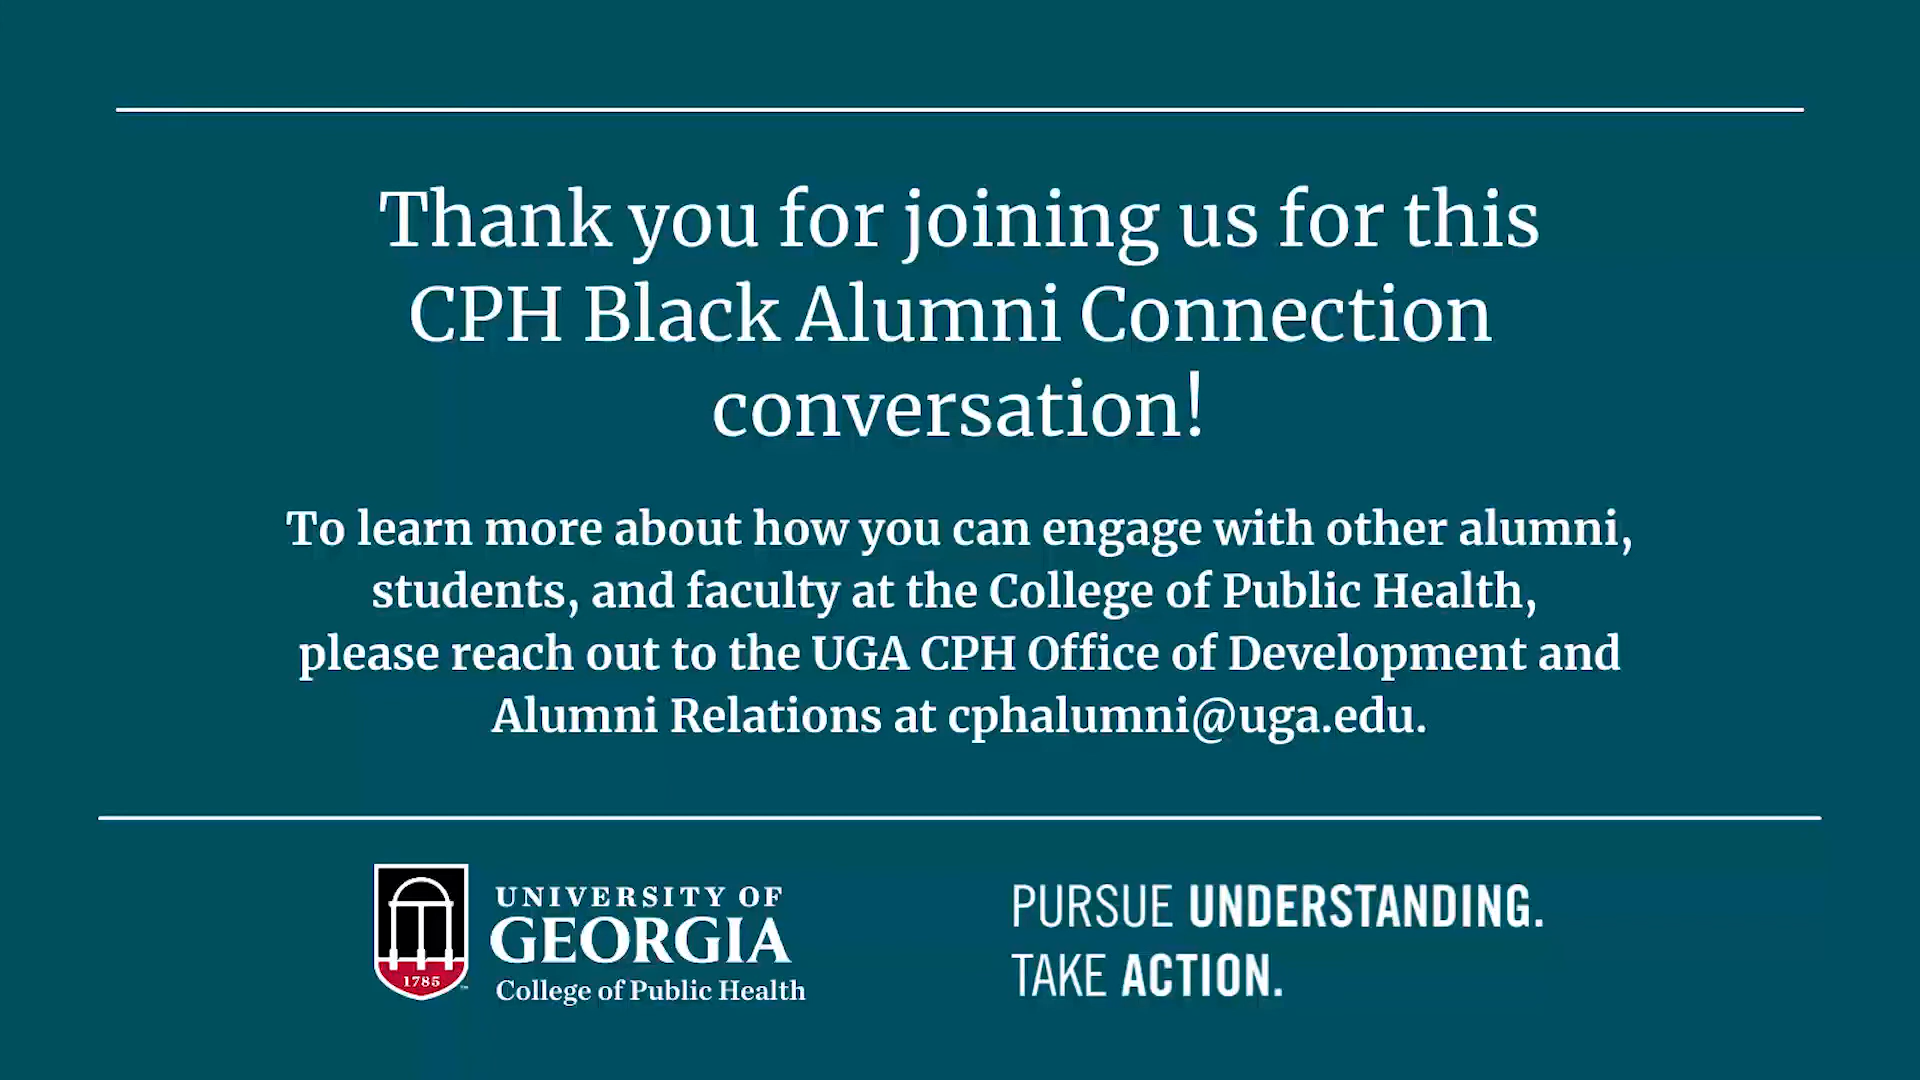 Thank you for joining us for this
CPH Black Alumni Connection
conversation!
To learn more about how you can engage with other alumni,
students, and faculty at the College of Public Health,
please reach out to the UGA CPH Office of Development and
Alumni Relations at cphalumni@uga.edu.
1785
UNIVERSITY OF
GEORGIA
College of Public Health
PURSUE UNDERSTANDING.
TAKE ACTION.